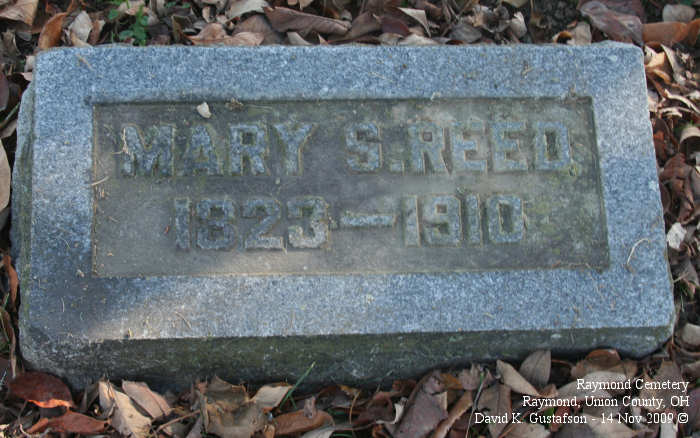 MARY S. REED
1823–1910
Raymond Cemetery
Raymond, Union County, OH
David K. Gustafson - 14 Nov 2009 ©